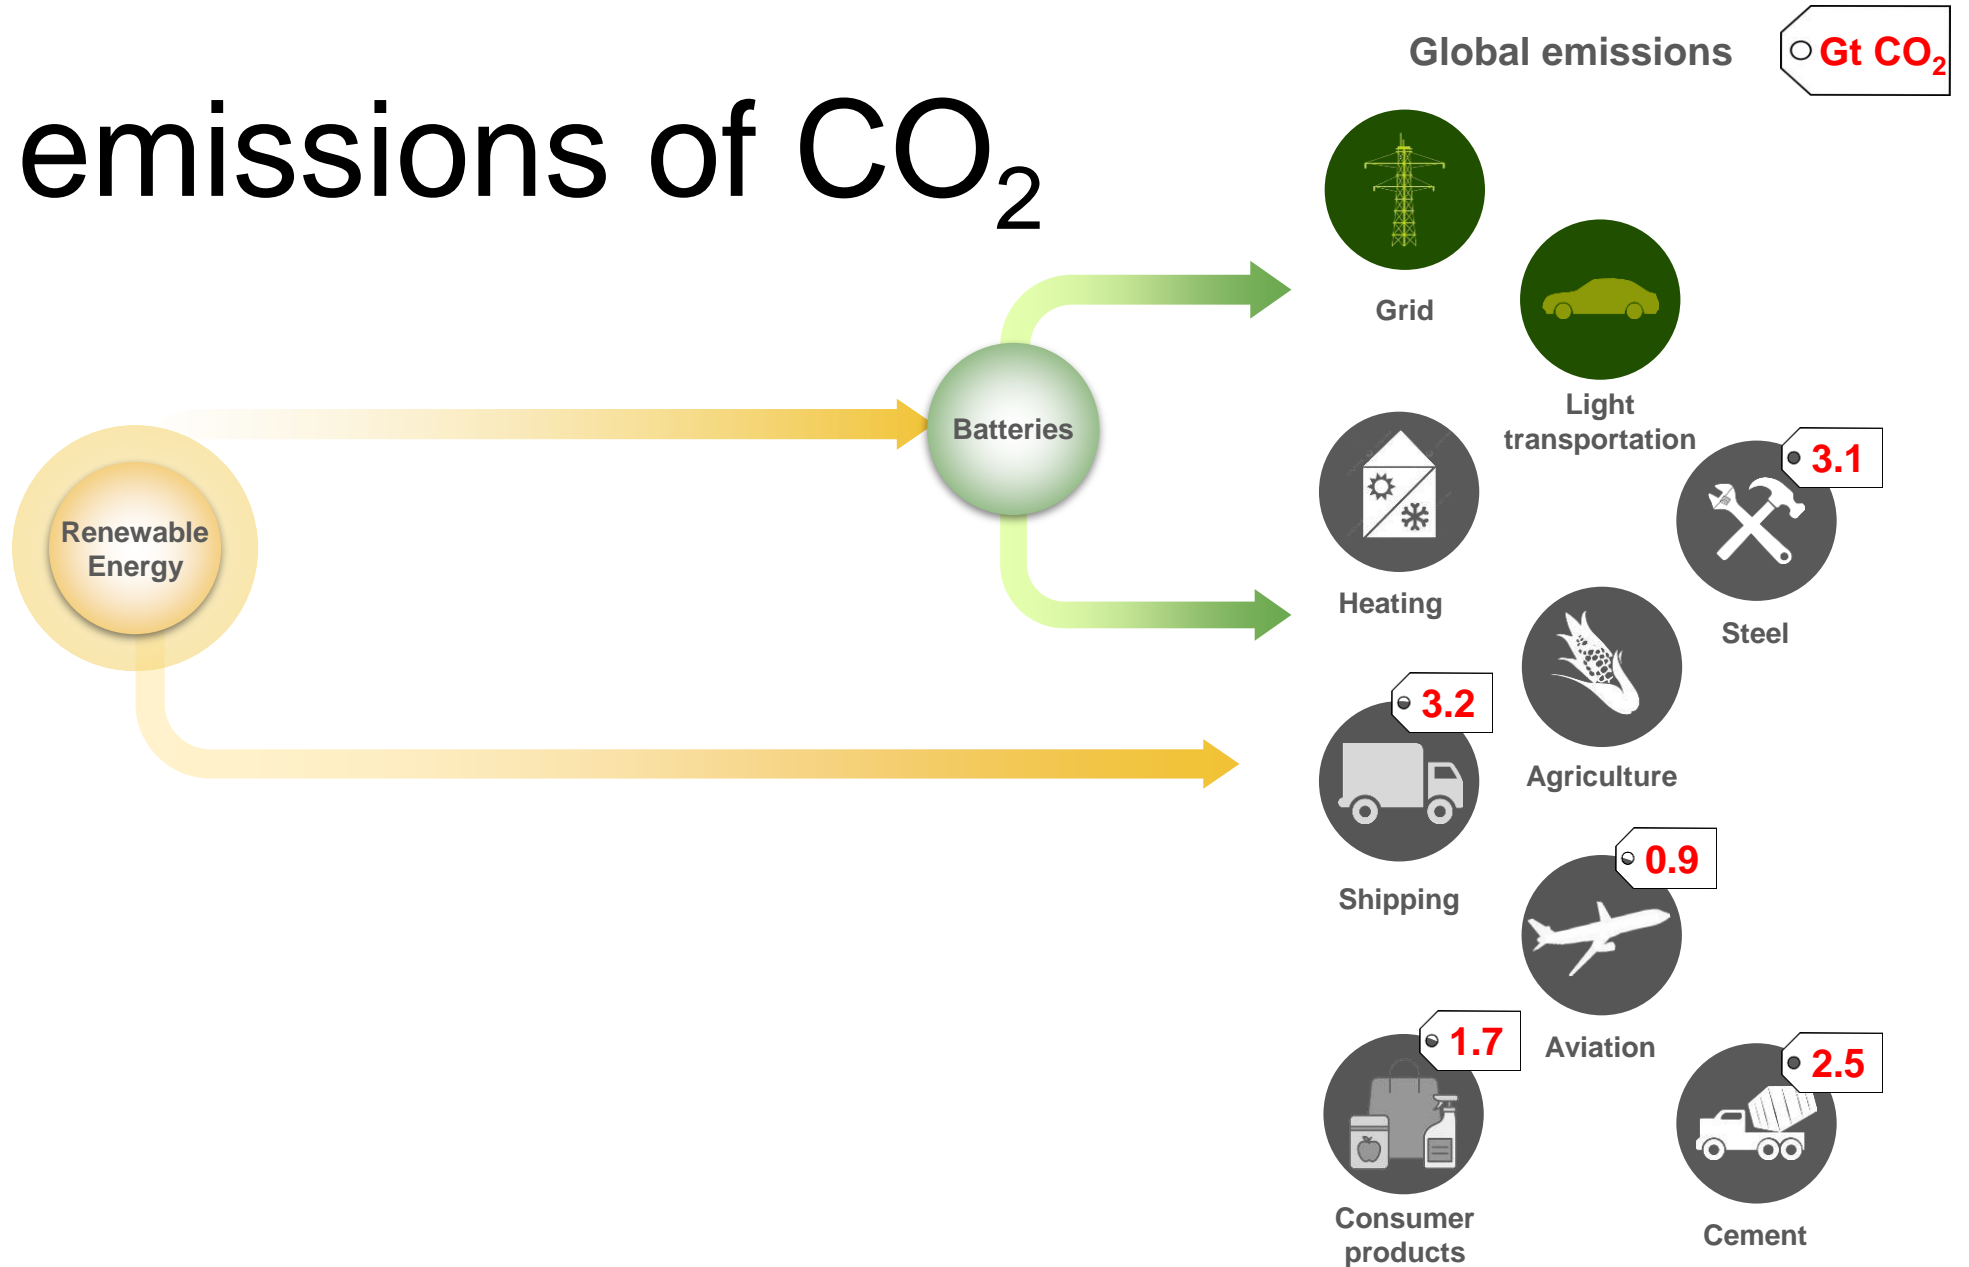 Global emissions
Gt CO₂
emissions of CO₂
Grid
Light
transportation
Batteries
3.1
Renewable
Energy
Heating
Steel
3.2
Agriculture
0.9
Shipping
1.7
Aviation
2.5
Consumer
products
Cement